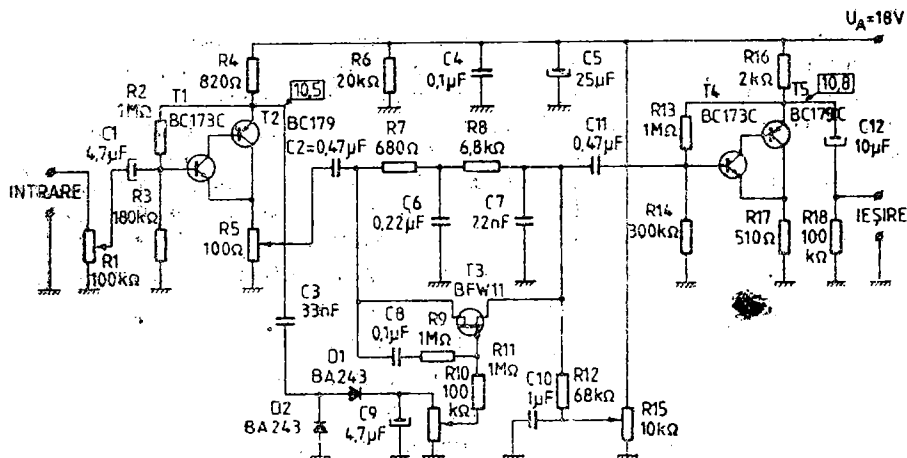 U_A=18V
R4
820Ω
R6
20kΩ
C4
0,1µF
C5
25µF
R16
2kΩ
R2
1MΩ
T1
BC173C
10,5
T2
BC179
R13
1MΩ
T4
BC173C
T5
10,8
BC179C
C1
4,7µF
C2=0,47µF
R7
680Ω
R8
6,8kΩ
C11
0,47µF
C12
10µF
INTRARE
R3
180kΩ
R5
100Ω
C6
0,22µF
C7
22nF
R14
300kΩ
R17
510Ω
R18
100
kΩ
IEȘIRE
R1
100kΩ
C3
33nF
T3
BFW11
C8
0,1µF
R9
1MΩ
R11
1MΩ
D1
BA243
R10
100
kΩ
C10
1µF
R12
68kΩ
D2
BA243
C9
4,7µF
R15
10kΩ